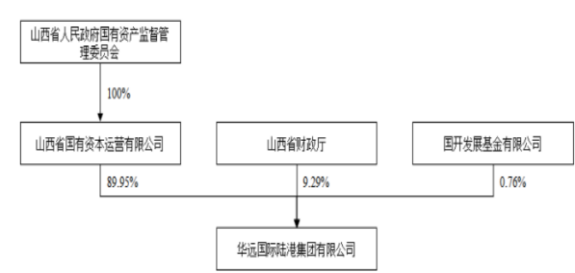 山西省人民政府国有资产监督管
理委员会
100%
山西省国有资本运营有限公司
山西省财政厅
国开发展基金有限公司
89.95%
9.29%
0.76%
华远国际陆港集团有限公司